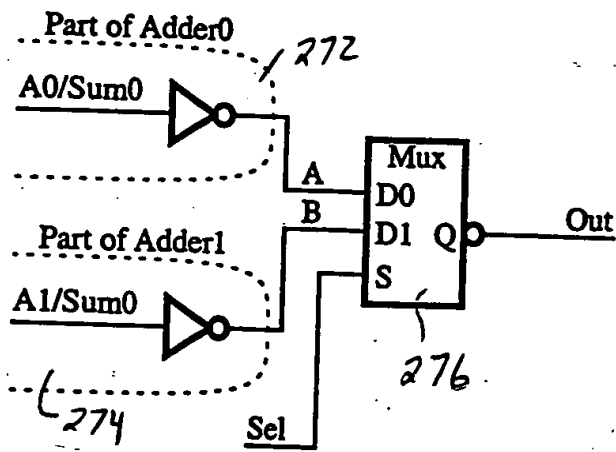 Part of Adder0
272
A0/Sum0
Mux
A
D0
B
D1 Q
Out
Part of Adder1
S
A1/Sum0
276
274
Sel